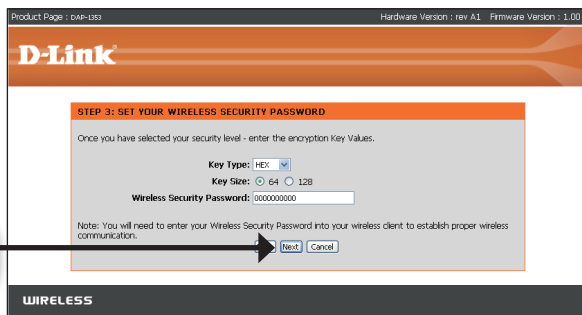 Product Page : DAP-1353 Hardware Version : rev A1 Firmware Version : 1.00
D-Link
STEP 3: SET YOUR WIRELESS SECURITY PASSWORD
Once you have selected your security level - enter the encryption Key Values.
Key Type: HEX
Key Size: 64 128
Wireless Security Password: 0000000000
Note: You will need to enter your Wireless Security Password into your wireless client to establish proper wireless
communication.
Next Cancel
WIRELESS